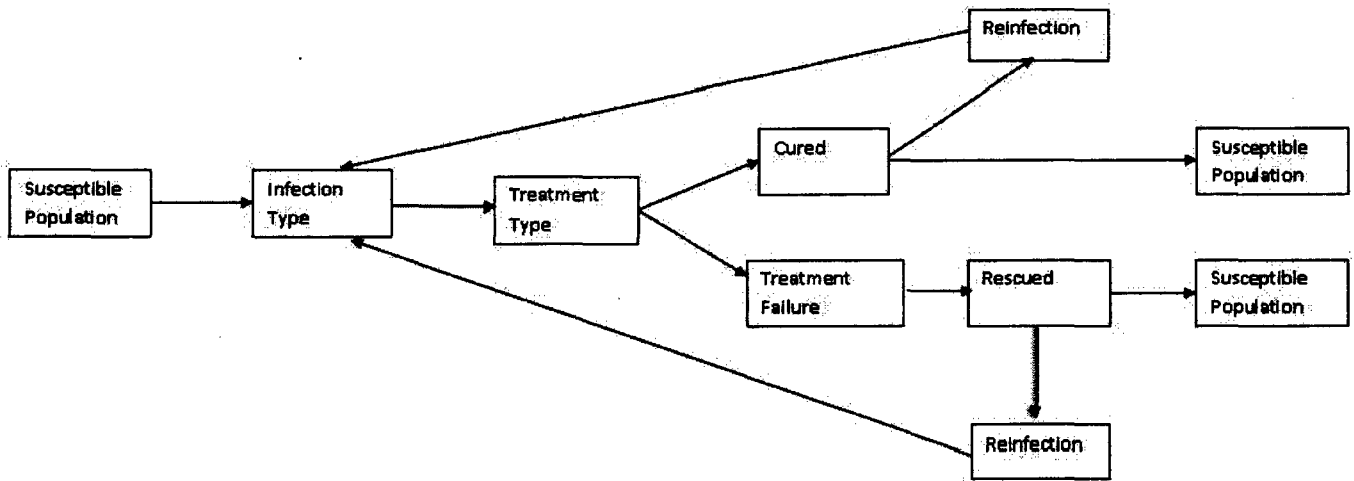 Reinfection
Cured
Susceptible
Population
Susceptible
Population
Infection
Type
Treatment
Type
Treatment
Failure
Rescued
Susceptible
Population
Reinfection